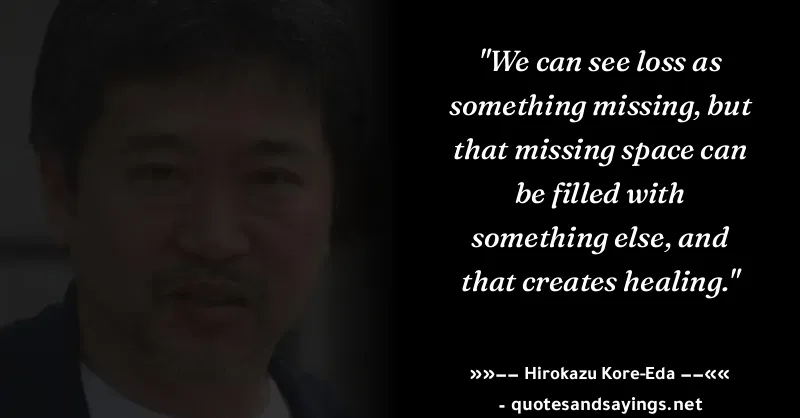 "We can see loss as
something missing, but
that missing space can
be filled with
something else, and
that creates healing."
»»–– Hirokazu Kore-Eda ––««
- quotesandsayings.net